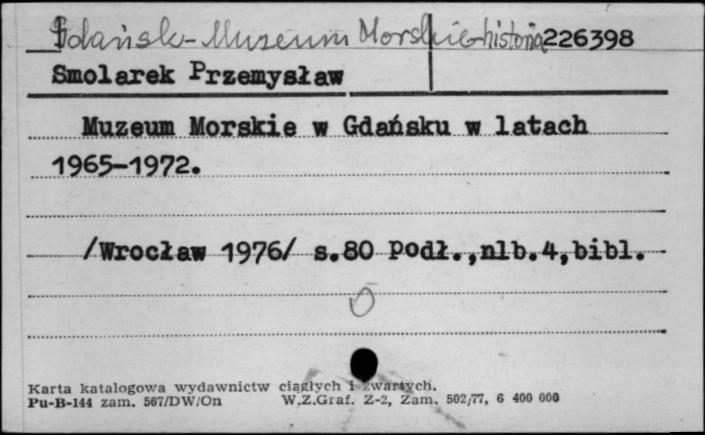 Gdańsk - Muzeum Morskie - historia 226398
Smolarek Przemysław
Muzeum Morskie w Gdańsku w latach
1965-1972.
/Wrocław 1976/ s.80 Podł.,nlb.4,bibl.
Karta katalogowa wydawnictw ciągłych i zwartych.
Pu-B-144 zam. 567/DW/On W.Z.Graf. Z-2, Zam. 502/77, 6 400 000